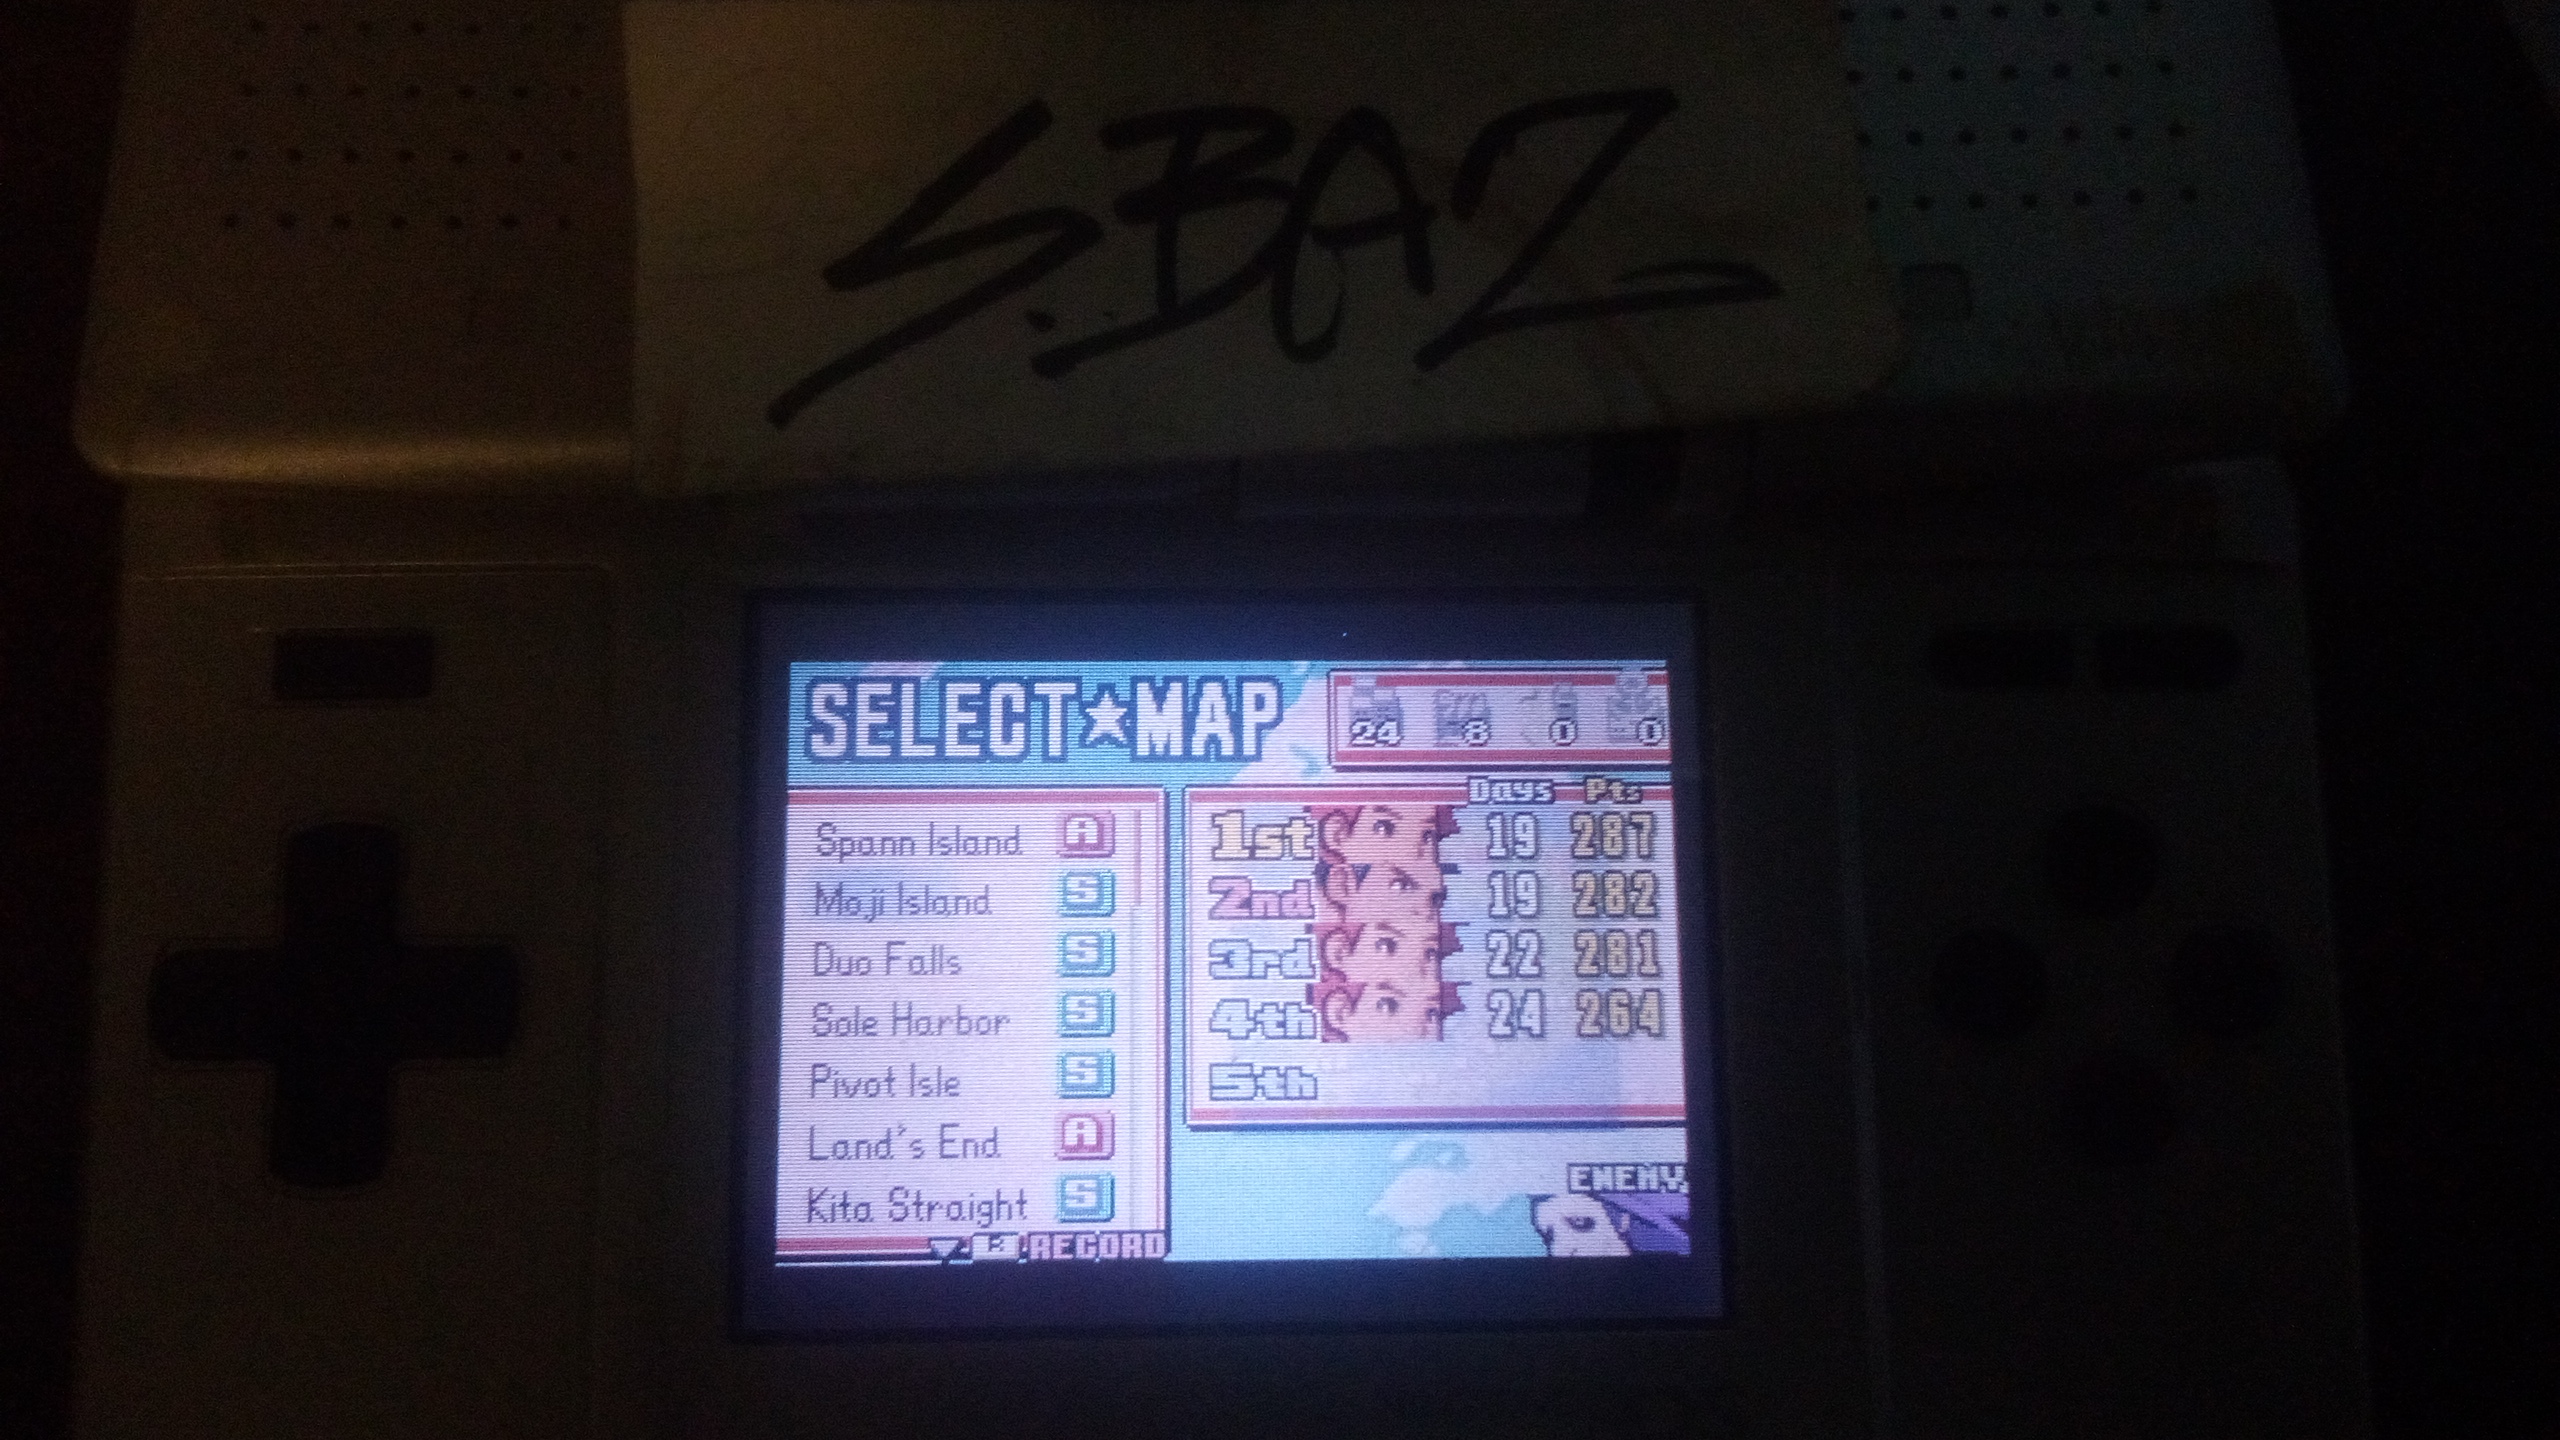 S.BAZ
SELECT★MAP
24 8 0 0
Days Pts
Spann Island A
Moji Island S
Duo Falls S
Sole Harbor S
Pivot Isle S
Land's End A
Kita Straight S
1st 19 287
2nd 19 282
3rd 22 281
4th 24 264
5th
ENEMY
B:RECORD